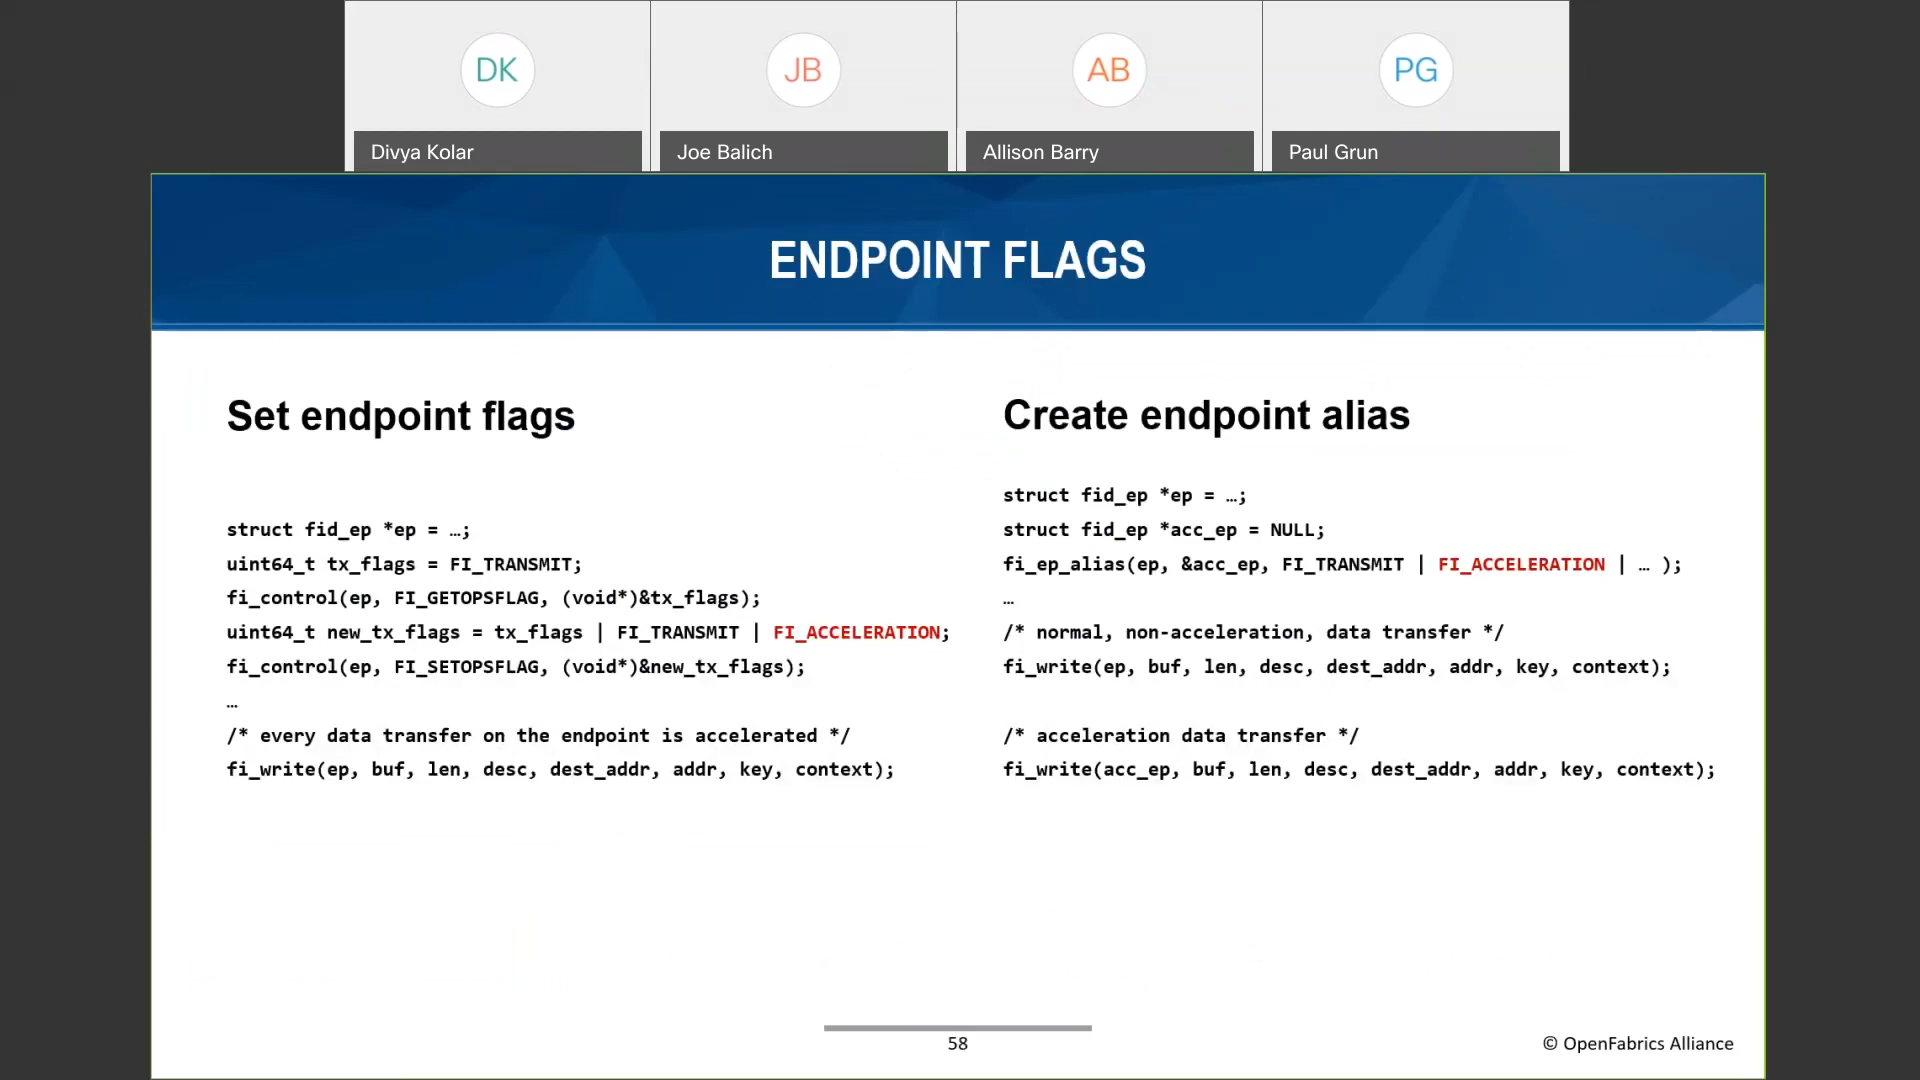 DK
JB
AB
PG
Divya Kolar
Joe Balich
Allison Barry
Paul Grun
ENDPOINT FLAGS
Set endpoint flags
struct fid_ep *ep = …;
uint64_t tx_flags = FI_TRANSMIT;
fi_control(ep, FI_GETOPSFLAG, (void*)&tx_flags);
uint64_t new_tx_flags = tx_flags | FI_TRANSMIT | FI_ACCELERATION;
fi_control(ep, FI_SETOPSFLAG, (void*)&new_tx_flags);
…
/* every data transfer on the endpoint is accelerated */
fi_write(ep, buf, len, desc, dest_addr, addr, key, context);
Create endpoint alias
struct fid_ep *ep = …;
struct fid_ep *acc_ep = NULL;
fi_ep_alias(ep, &acc_ep, FI_TRANSMIT | FI_ACCELERATION | … );
…
/* normal, non-acceleration, data transfer */
fi_write(ep, buf, len, desc, dest_addr, addr, key, context);
/* acceleration data transfer */
fi_write(acc_ep, buf, len, desc, dest_addr, addr, key, context);
58
© OpenFabrics Alliance